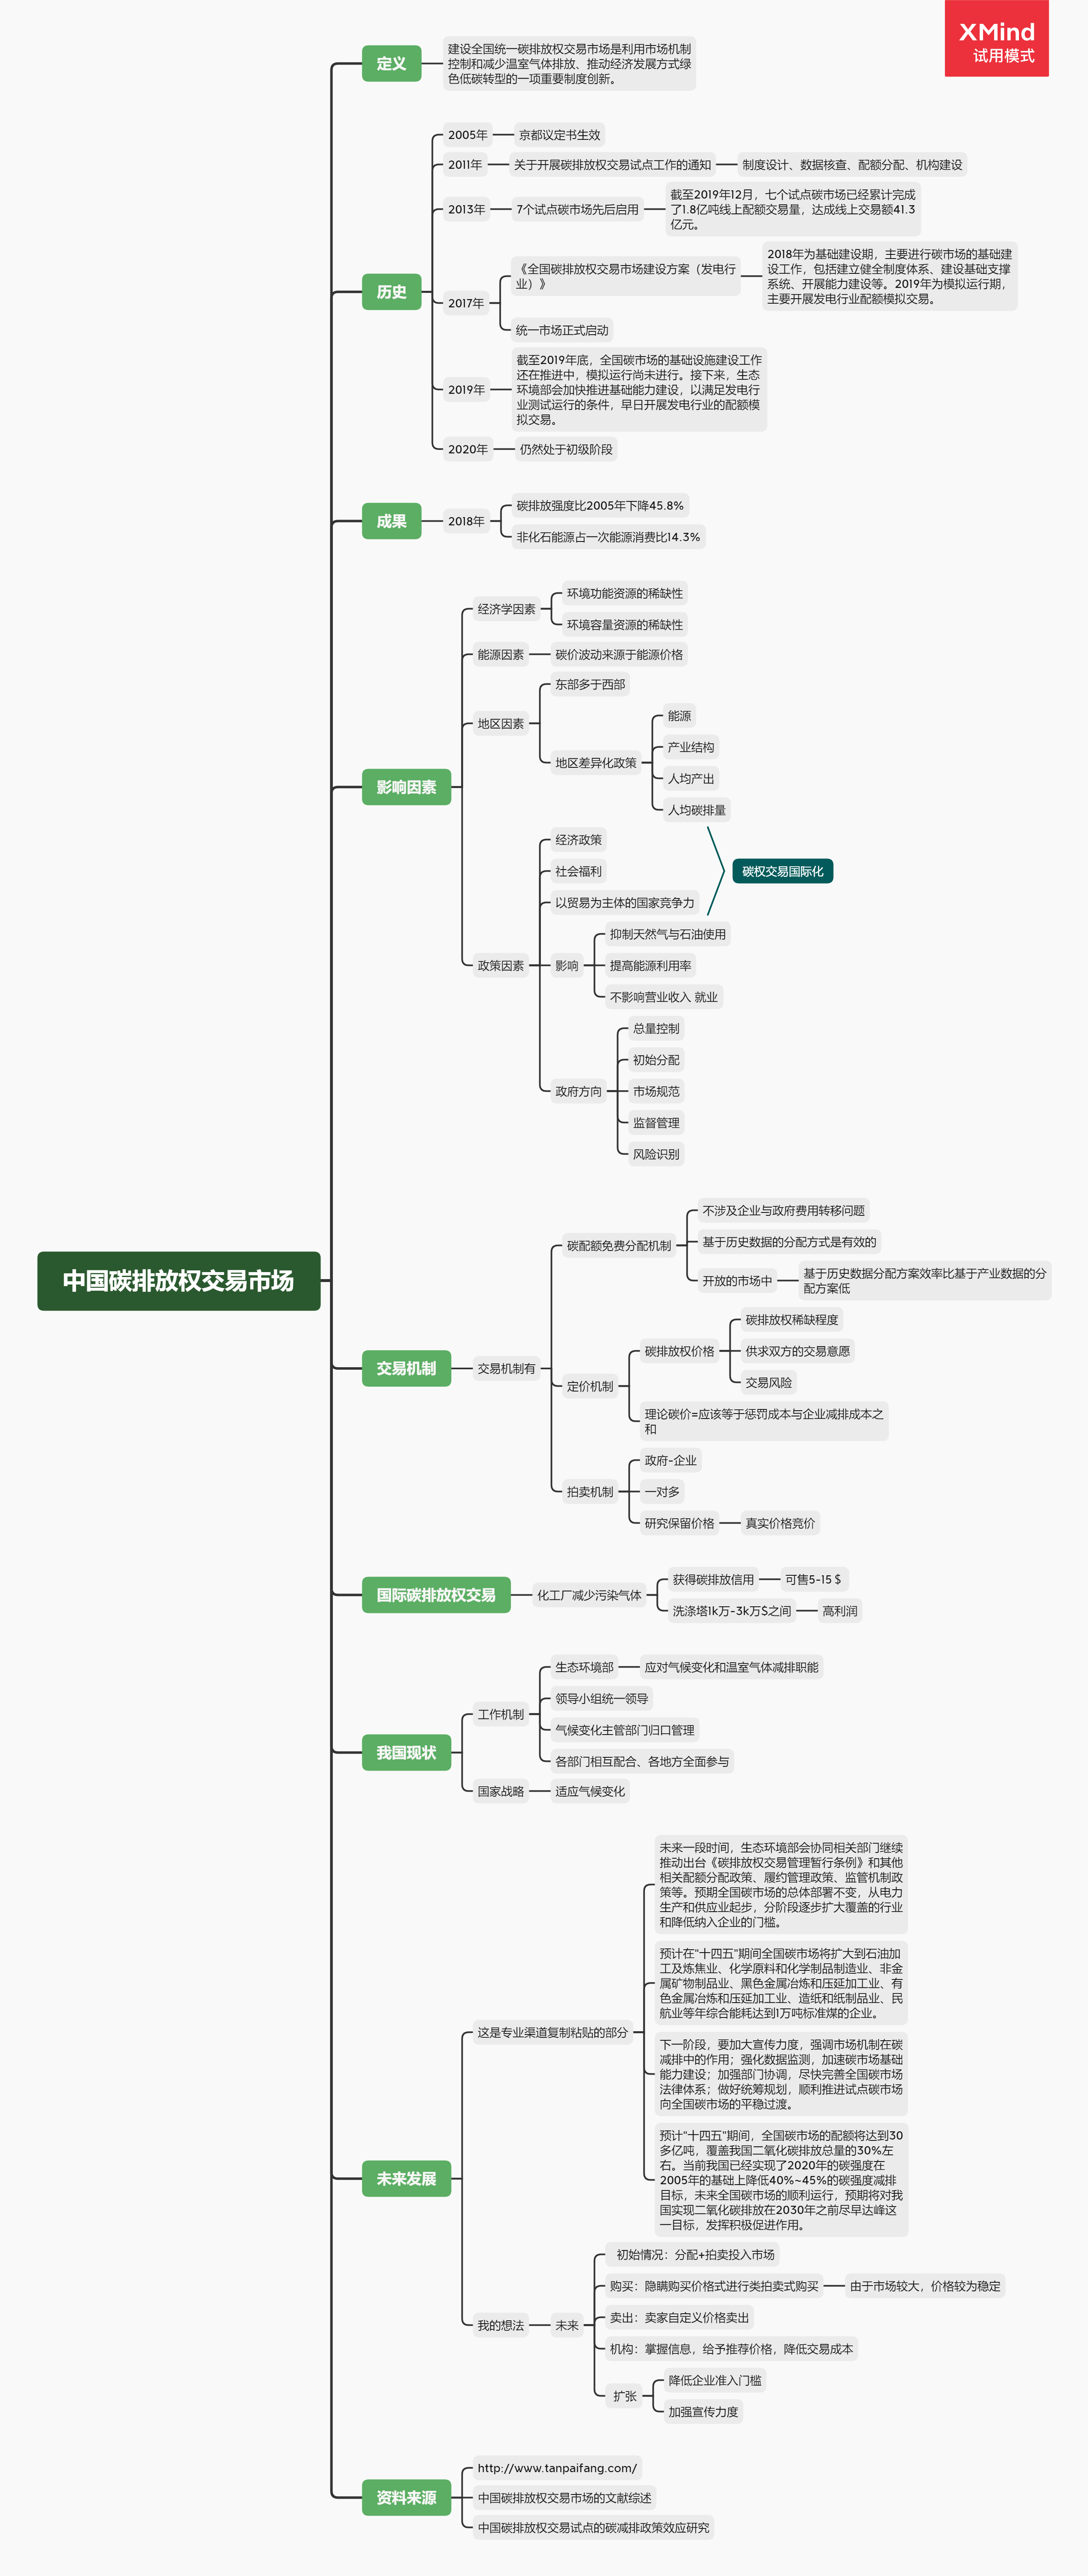 XMind
试用模式
定义
建设全国统一碳排放权交易市场是利用市场机制
控制和减少温室气体排放、推动经济发展方式绿
色低碳转型的一项重要制度创新。
历史
2005年
京都议定书生效
2011年
关于开展碳排放权交易试点工作的通知
制度设计、数据核查、配额分配、机构建设
2013年
7个试点碳市场先后启用
截至2019年12月，七个试点碳市场已经累计完成
了1.8亿吨线上配额交易量，达成线上交易额41.3
亿元。
2017年
《全国碳排放权交易市场建设方案（发电行
业）》
2018年为基础建设期，主要进行碳市场的基础建
设工作，包括建立健全制度体系、建设基础支撑
系统、开展能力建设等。2019年为模拟运行期，
主要开展发电行业配额模拟交易。
统一市场正式启动
2019年
截至2019年底，全国碳市场的基础设施建设工作
还在推进中，模拟运行尚未进行。接下来，生态
环境部会加快推进基础能力建设，以满足发电行
业测试运行的条件，早日开展发电行业的配额模
拟交易。
2020年
仍然处于初级阶段
成果
2018年
碳排放强度比2005年下降45.8%
非化石能源占一次能源消费比14.3%
影响因素
经济学因素
环境功能资源的稀缺性
环境容量资源的稀缺性
能源因素
碳价波动来源于能源价格
地区因素
东部多于西部
地区差异化政策
能源
产业结构
人均产出
人均碳排量
政策因素
经济政策
社会福利
以贸易为主体的国家竞争力
碳权交易国际化
影响
抑制天然气与石油使用
提高能源利用率
不影响营业收入 就业
政府方向
总量控制
初始分配
市场规范
监督管理
风险识别
中国碳排放权交易市场
交易机制
交易机制有
碳配额免费分配机制
不涉及企业与政府费用转移问题
基于历史数据的分配方式是有效的
开放的市场中
基于历史数据分配方案效率比基于产业数据的分
配方案低
定价机制
碳排放权价格
碳排放权稀缺程度
供求双方的交易意愿
交易风险
理论碳价=应该等于惩罚成本与企业减排成本之
和
拍卖机制
政府-企业
一对多
研究保留价格
真实价格竞价
国际碳排放权交易
化工厂减少污染气体
获得碳排放信用
可售5-15＄
洗涤塔1k万-3k万$之间
高利润
我国现状
工作机制
生态环境部
应对气候变化和温室气体减排职能
领导小组统一领导
气候变化主管部门归口管理
各部门相互配合、各地方全面参与
国家战略
适应气候变化
未来发展
这是专业渠道复制粘贴的部分
未来一段时间，生态环境部会协同相关部门继续
推动出台《碳排放权交易管理暂行条例》和其他
相关配额分配政策、履约管理政策、监管机制政
策等。预期全国碳市场的总体部署不变，从电力
生产和供应业起步，分阶段逐步扩大覆盖的行业
和降低纳入企业的门槛。
预计在“十四五”期间全国碳市场将扩大到石油加
工及炼焦业、化学原料和化学制品制造业、非金
属矿物制品业、黑色金属冶炼和压延加工业、有
色金属冶炼和压延加工业、造纸和纸制品业、民
航业等年综合能耗达到1万吨标准煤的企业。
下一阶段，要加大宣传力度，强调市场机制在碳
减排中的作用；强化数据监测，加速碳市场基础
能力建设；加强部门协调，尽快完善全国碳市场
法律体系；做好统筹规划，顺利推进试点碳市场
向全国碳市场的平稳过渡。
预计“十四五”期间，全国碳市场的配额将达到30
多亿吨，覆盖我国二氧化碳排放总量的30%左
右。当前我国已经实现了2020年的碳强度在
2005年的基础上降低40%~45%的碳强度减排
目标，未来全国碳市场的顺利运行，预期将对我
国实现二氧化碳排放在2030年之前尽早达峰这
一目标，发挥积极促进作用。
我的想法
未来
初始情况：分配+拍卖投入市场
购买：隐瞒购买价格式进行类拍卖式购买
由于市场较大，价格较为稳定
卖出：卖家自定义价格卖出
机构：掌握信息，给予推荐价格，降低交易成本
扩张
降低企业准入门槛
加强宣传力度
资料来源
http://www.tanpaifang.com/
中国碳排放权交易市场的文献综述
中国碳排放权交易试点的碳减排政策效应研究